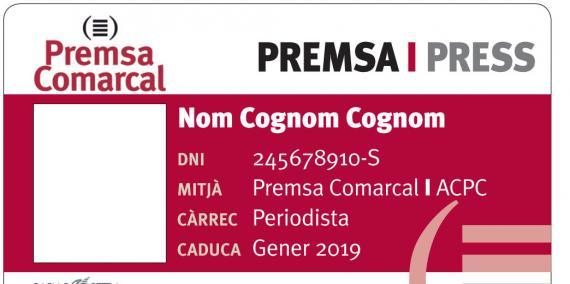 (≡)
Premsa
Comarcal
PREMSA | PRESS
Nom Cognom Cognom
DNI 245678910-S
MITJÀ Premsa Comarcal | ACPC
CÀRREC Periodista
CADUCA Gener 2019